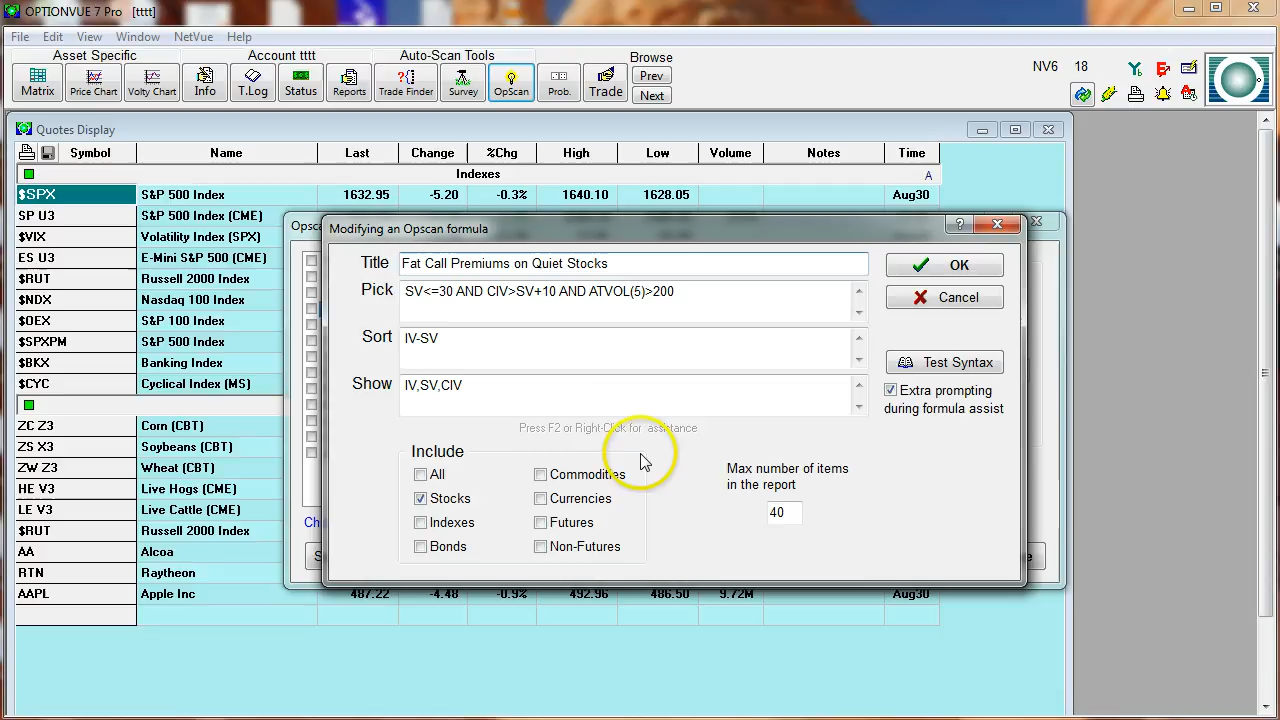 OPTIONVUE 7 Pro [tttt]
File Edit View Window NetVue Help
Asset Specific Account tttt Auto-Scan Tools Browse
Matrix Price Chart Volty Chart Info T.Log Status Reports Trade Finder Survey OpScan Prob Trade Prev NV6 18
Next
Quotes Display
Symbol Name Last Change %Chg High Low Volume Notes Time
Indexes A
$SPX S&P 500 Index 1632.95 -5.20 -0.3% 1640.10 1628.05 Aug30
SP U3 S&P 500 Index (CME)
$VIX Volatility Index (SPX)
ES U3 E-Mini S&P 500 (CME)
$RUT Russell 2000 Index
$NDX Nasdaq 100 Index
$OEX S&P 100 Index
$SPXPM S&P 500 Index
$BKX Banking Index
$CYC Cyclical Index (MS)
ZC Z3 Corn (CBT)
ZS X3 Soybeans (CBT)
ZW Z3 Wheat (CBT)
HE V3 Live Hogs (CME)
LE V3 Live Cattle (CME)
$RUT Russell 2000 Index
AA Alcoa
RTN Raytheon
AAPL Apple Inc 487.22 -4.48 -0.9% 492.96 486.50 9.72M Aug30
Modifying an Opscan formula
Title Fat Call Premiums on Quiet Stocks OK
Pick SV<=30 AND CIV>SV+10 AND ATVOL(5)>200 Cancel
Sort IV-SV
Test Syntax
Show IV,SV,CIV
Extra prompting
during formula assist
Press F2 or Right-Click for assistance
Include
All Commodities
Stocks Currencies
Indexes Futures
Bonds Non-Futures
Max number of items
in the report
40